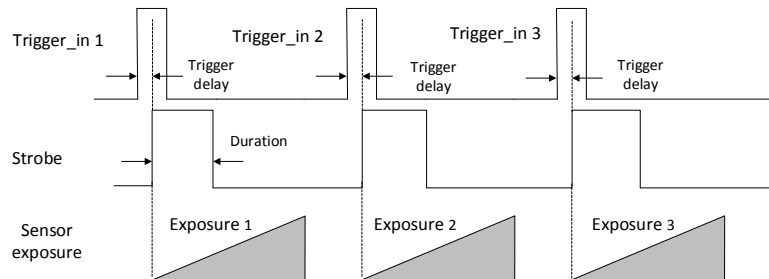 Trigger_in 1
Trigger_in 2
Trigger_in 3
Trigger
delay
Trigger
delay
Trigger
delay
Strobe
Duration
Sensor
exposure
Exposure 1
Exposure 2
Exposure 3